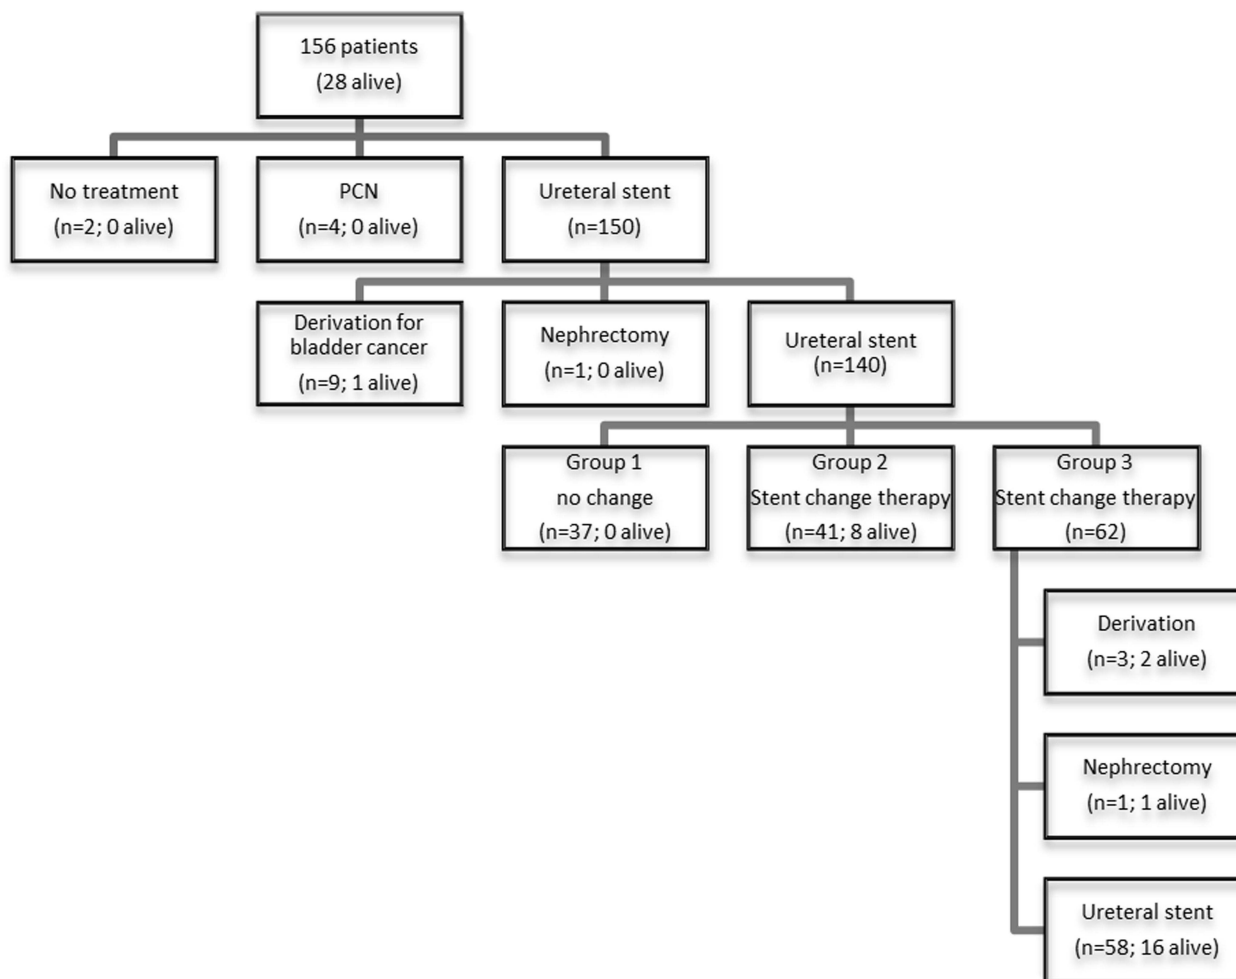 156 patients
(28 alive)
No treatment
(n=2; 0 alive)
PCN
(n=4; 0 alive)
Ureteral stent
(n=150)
Derivation for
bladder cancer
(n=9; 1 alive)
Nephrectomy
(n=1; 0 alive)
Ureteral stent
(n=140)
Group 1
no change
(n=37; 0 alive)
Group 2
Stent change therapy
(n=41; 8 alive)
Group 3
Stent change therapy
(n=62)
Derivation
(n=3; 2 alive)
Nephrectomy
(n=1; 1 alive)
Ureteral stent
(n=58; 16 alive)